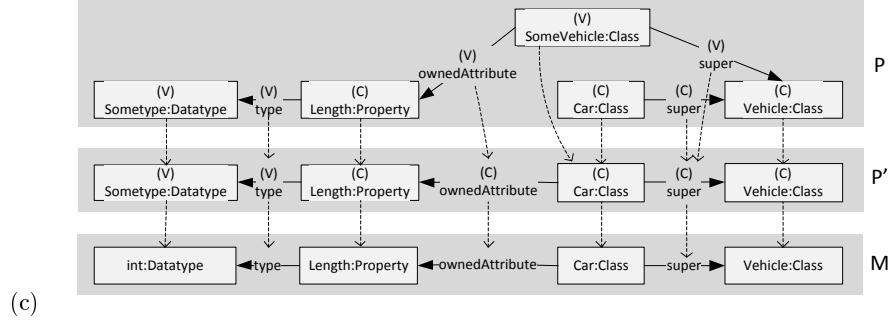 (V)
SomeVehicle:Class
(V)
ownedAttribute
(V)
super
P
(V)
Sometype:Datatype
(V)
type
(C)
Length:Property
(C)
Car:Class
(C)
super
(C)
Vehicle:Class
(V)
Sometype:Datatype
(V)
type
(C)
Length:Property
(C)
ownedAttribute
(C)
Car:Class
(C)
super
(C)
Vehicle:Class
P'
int:Datatype
type
Length:Property
ownedAttribute
Car:Class
super
Vehicle:Class
M
(c)